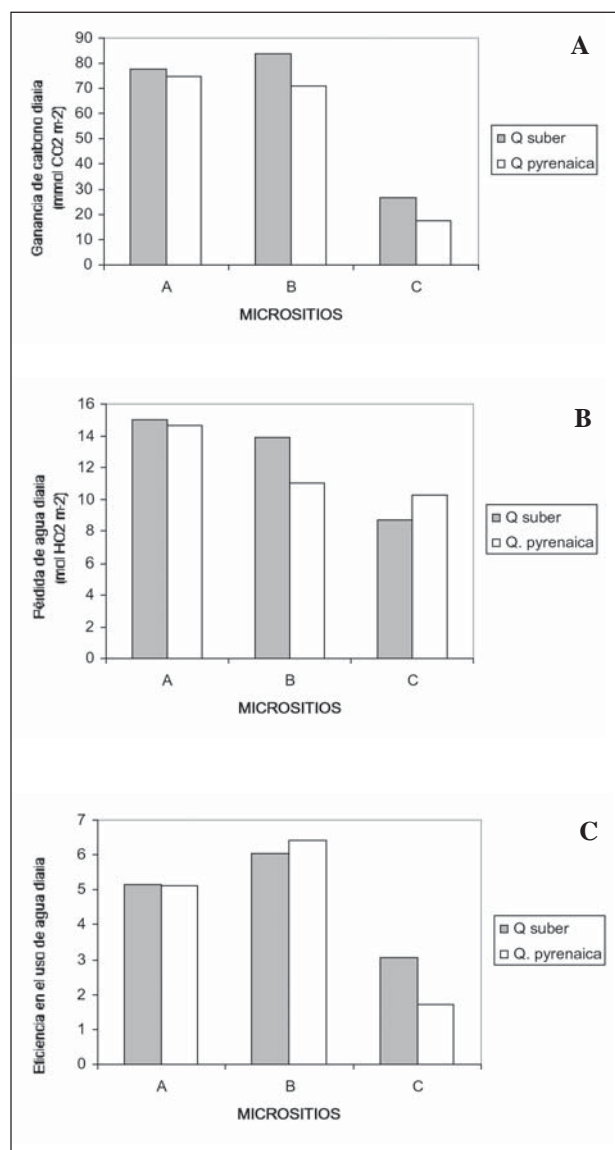 A
90
80
70
60
50
40
30
20
10
0
Ganancia de carbono diaria
(mmol CO2 m-2)
A B C
MICROSITIOS
Q suber
Q pyrenaica
B
16
14
12
10
8
6
4
2
0
Pérdida de agua diaria
(mol HO2 m-2)
A B C
MICROSITIOS
Q suber
Q. pyrenaica
C
7
6
5
4
3
2
1
0
Eficiencia en el uso de agua diaria
A B C
MICROSITIOS
Q suber
Q. pyrenaica